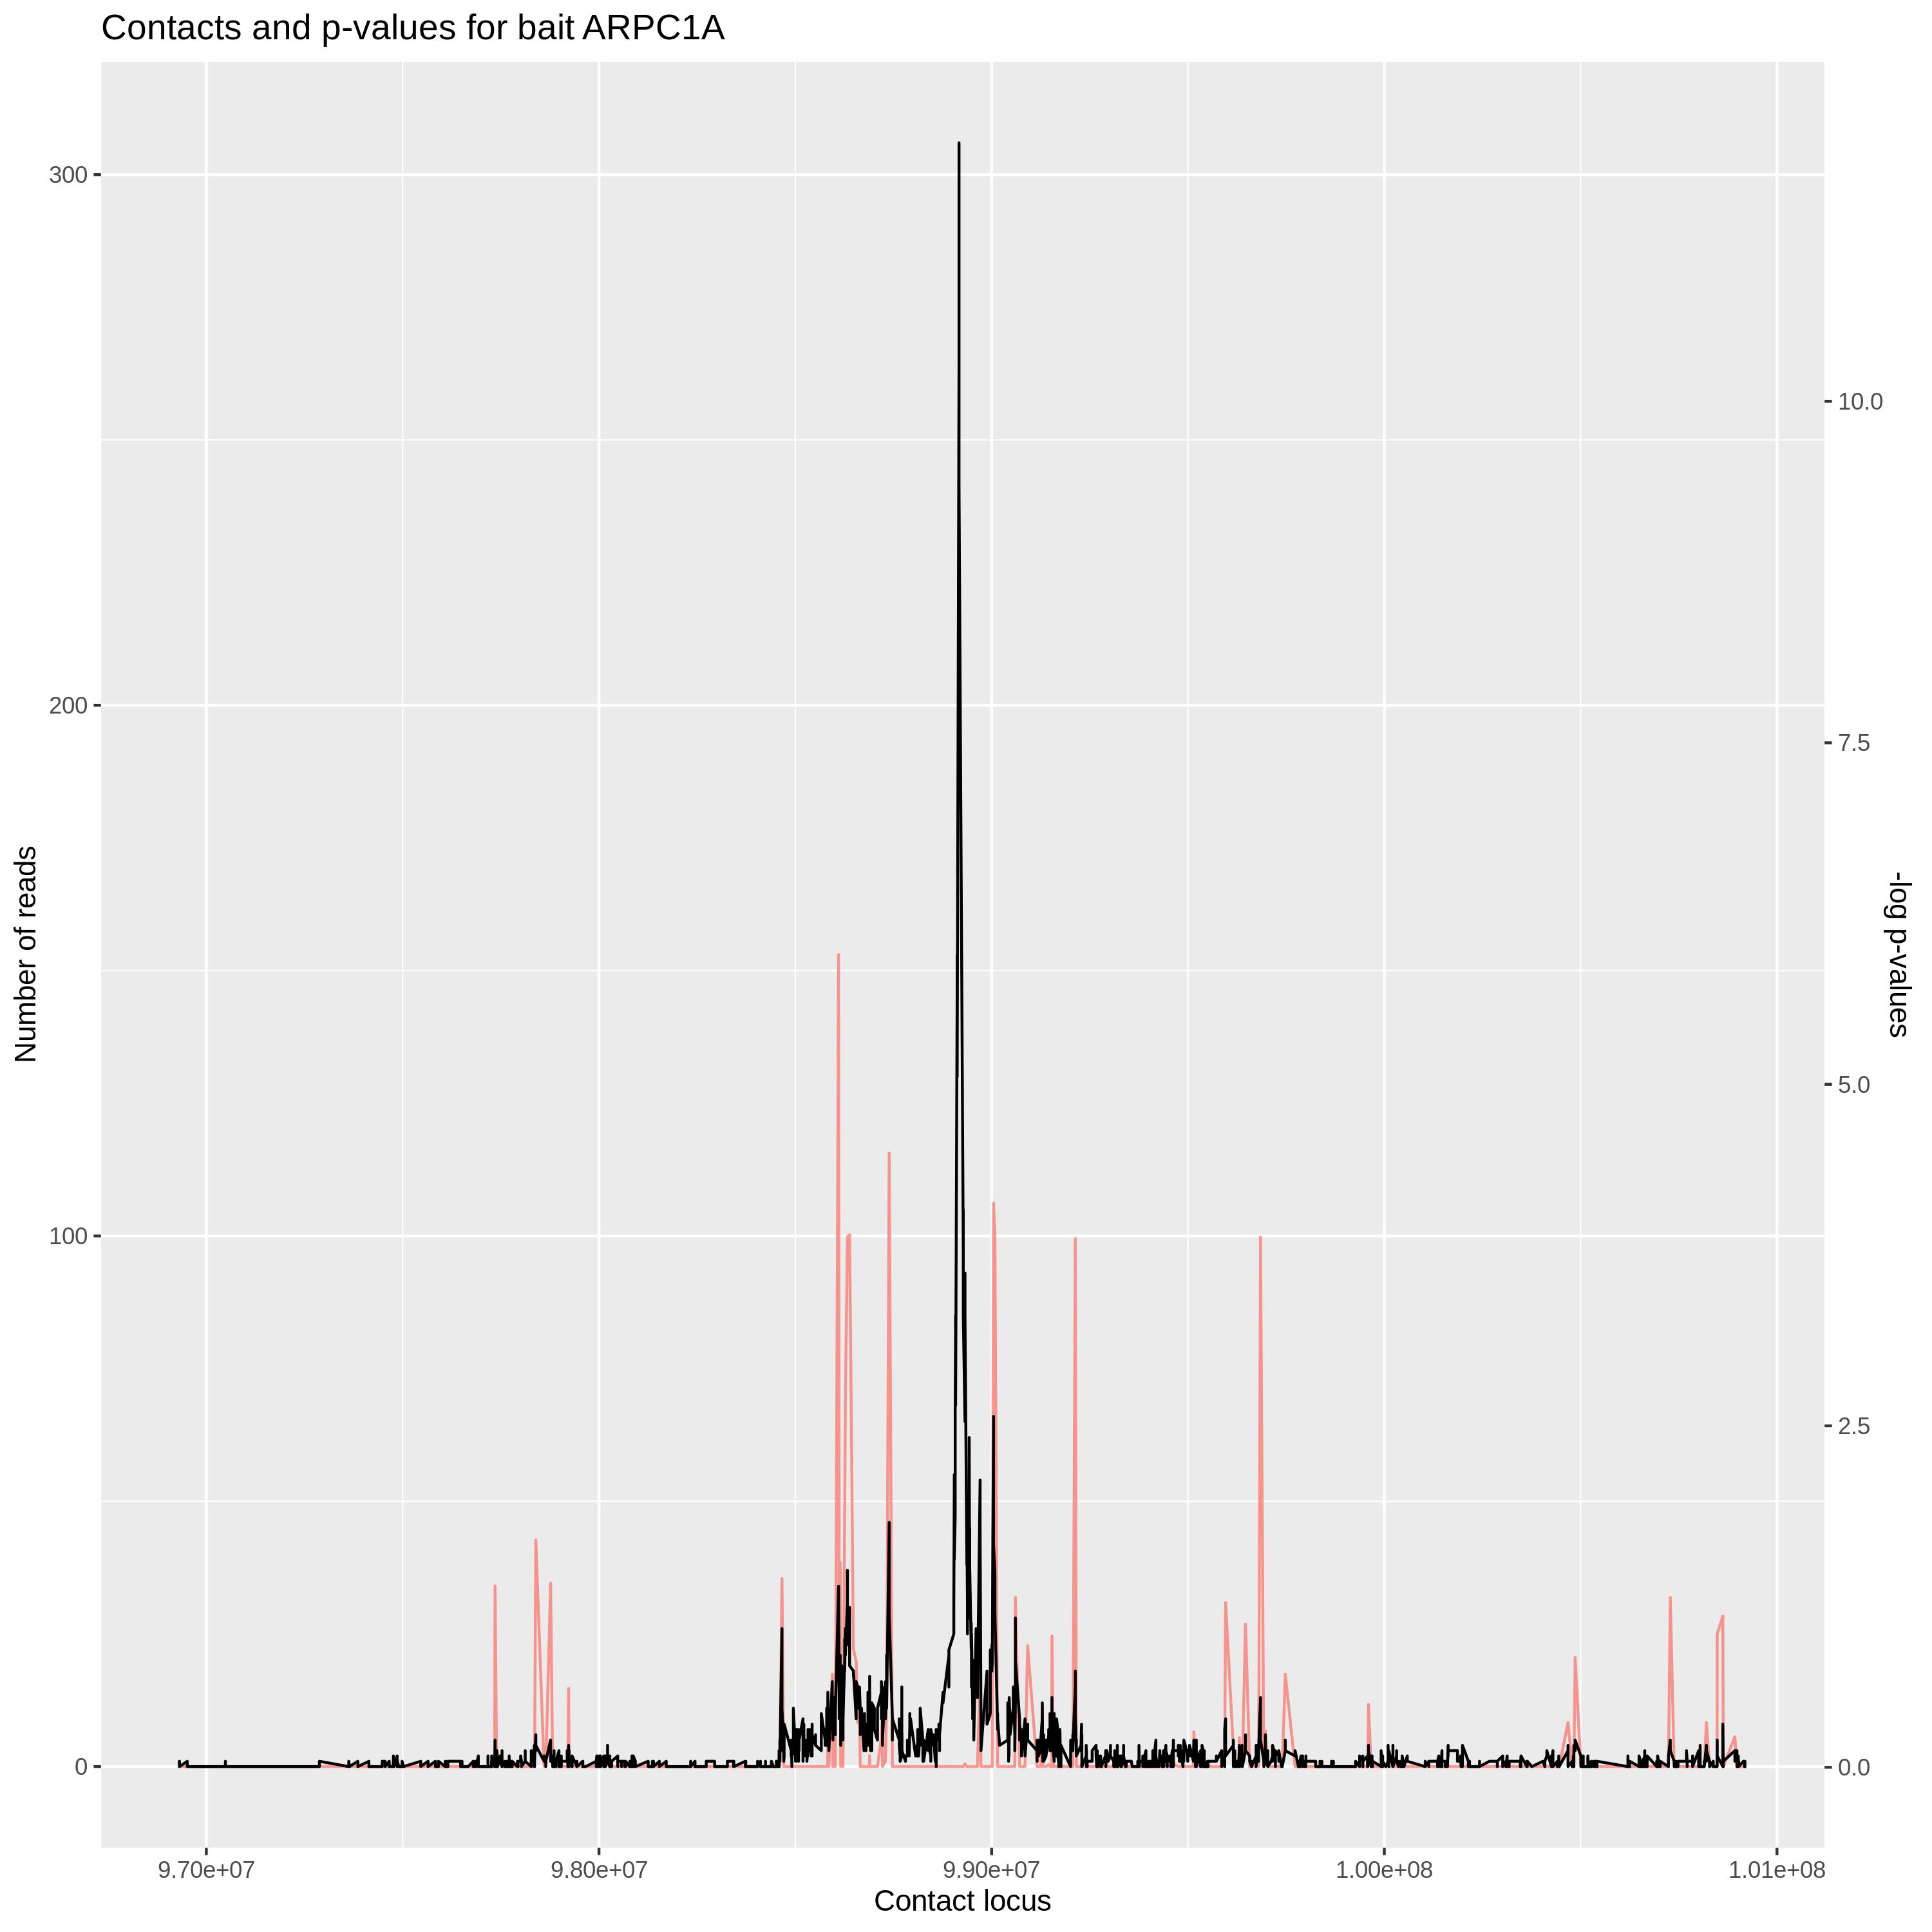 Contacts and p-values for bait ARPC1A
300
200
100
0
Number of reads
10.0
7.5
5.0
2.5
0.0
-log p-values
9.70e+07 9.80e+07 9.90e+07 1.00e+08 1.01e+08
Contact locus